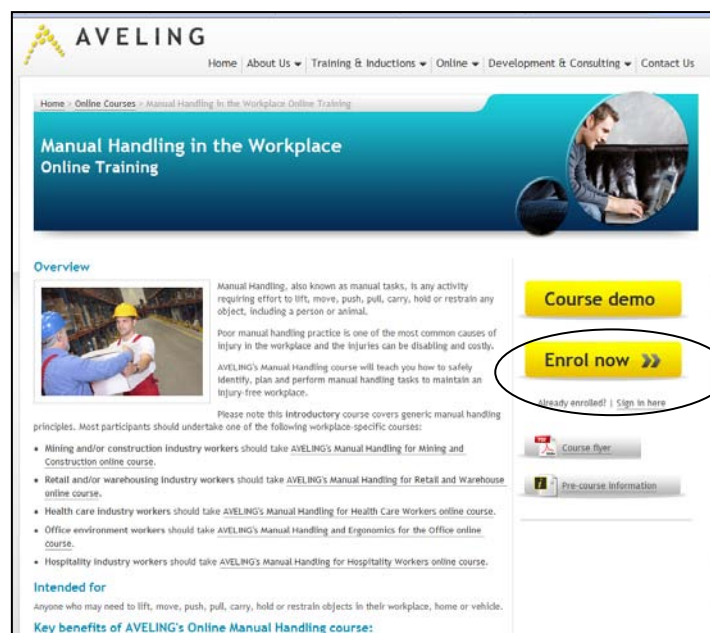 AVELING
Home About Us Training & Inductions Online Development & Consulting Contact Us
Home > Online Courses > Manual Handling in the Workplace Online Training
Manual Handling in the Workplace
Online Training
Overview
Manual Handling, also known as manual tasks, is any activity
requiring effort to lift, move, push, pull, carry, hold or restrain any
object, including a person or animal.
Poor manual handling practice is one of the most common causes of
injury in the workplace and the injuries can be disabling and costly.
AVELING's Manual Handling course will teach you how to safely
identify, plan and perform manual handling tasks to maintain an
injury-free workplace.
Please note this introductory course covers generic manual handling
principles. Most participants should undertake one of the following workplace-specific courses:
• Mining and/or construction industry workers should take AVELING's Manual Handling for Mining and
Construction online course.
• Retail and/or warehousing industry workers should take AVELING's Manual Handling for Retail and Warehouse
online course.
• Health care industry workers should take AVELING's Manual Handling for Health Care Workers online course.
• Office environment workers should take AVELING's Manual Handling and Ergonomics for the Office online
course.
• Hospitality industry workers should take AVELING's Manual Handling for Hospitality Workers online course.
Intended for
Anyone who may need to lift, move, push, pull, carry, hold or restrain objects in their workplace, home or vehicle.
Key benefits of AVELING's Online Manual Handling course:
Course demo
Enrol now »
Already enrolled? | Sign in here
PDF
Course flyer
i
Pre-course information